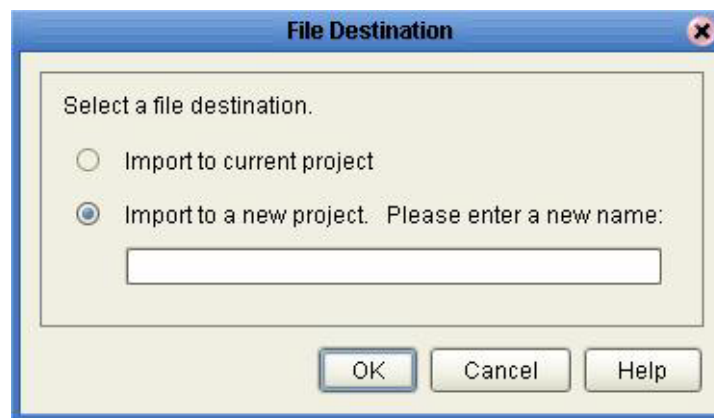 File Destination
Select a file destination.
Import to current project
Import to a new project. Please enter a new name:
OK Cancel Help